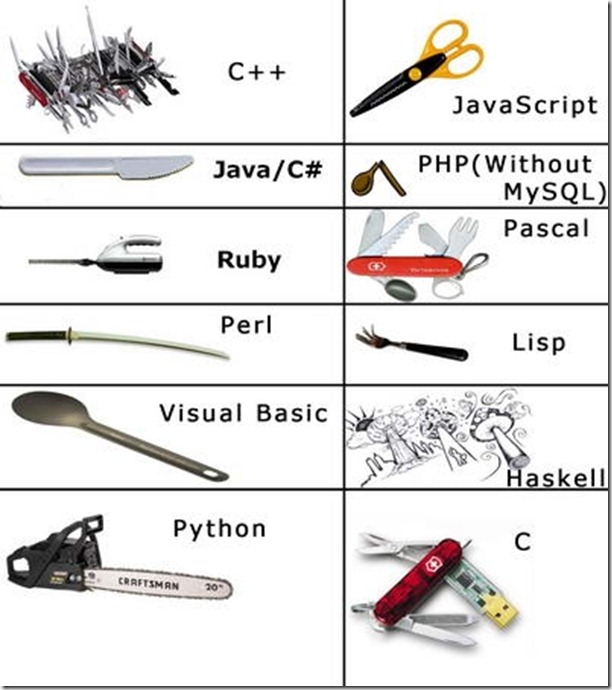 C++
JavaScript
Java/C#
PHP(Without
MySQL)
Ruby
Pascal
Perl
Lisp
Visual Basic
Haskell
Python
CRAFTSMAN 20"
C